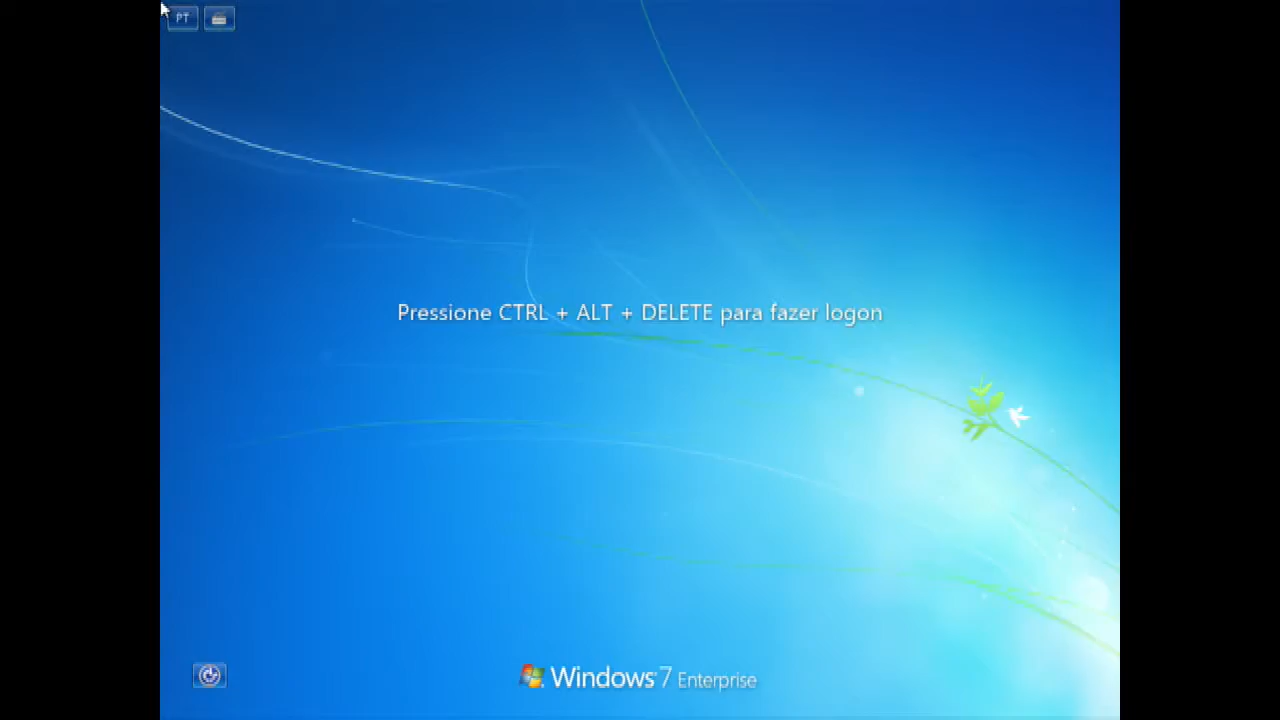 PT
Pressione CTRL + ALT + DELETE para fazer logon
Windows 7 Enterprise